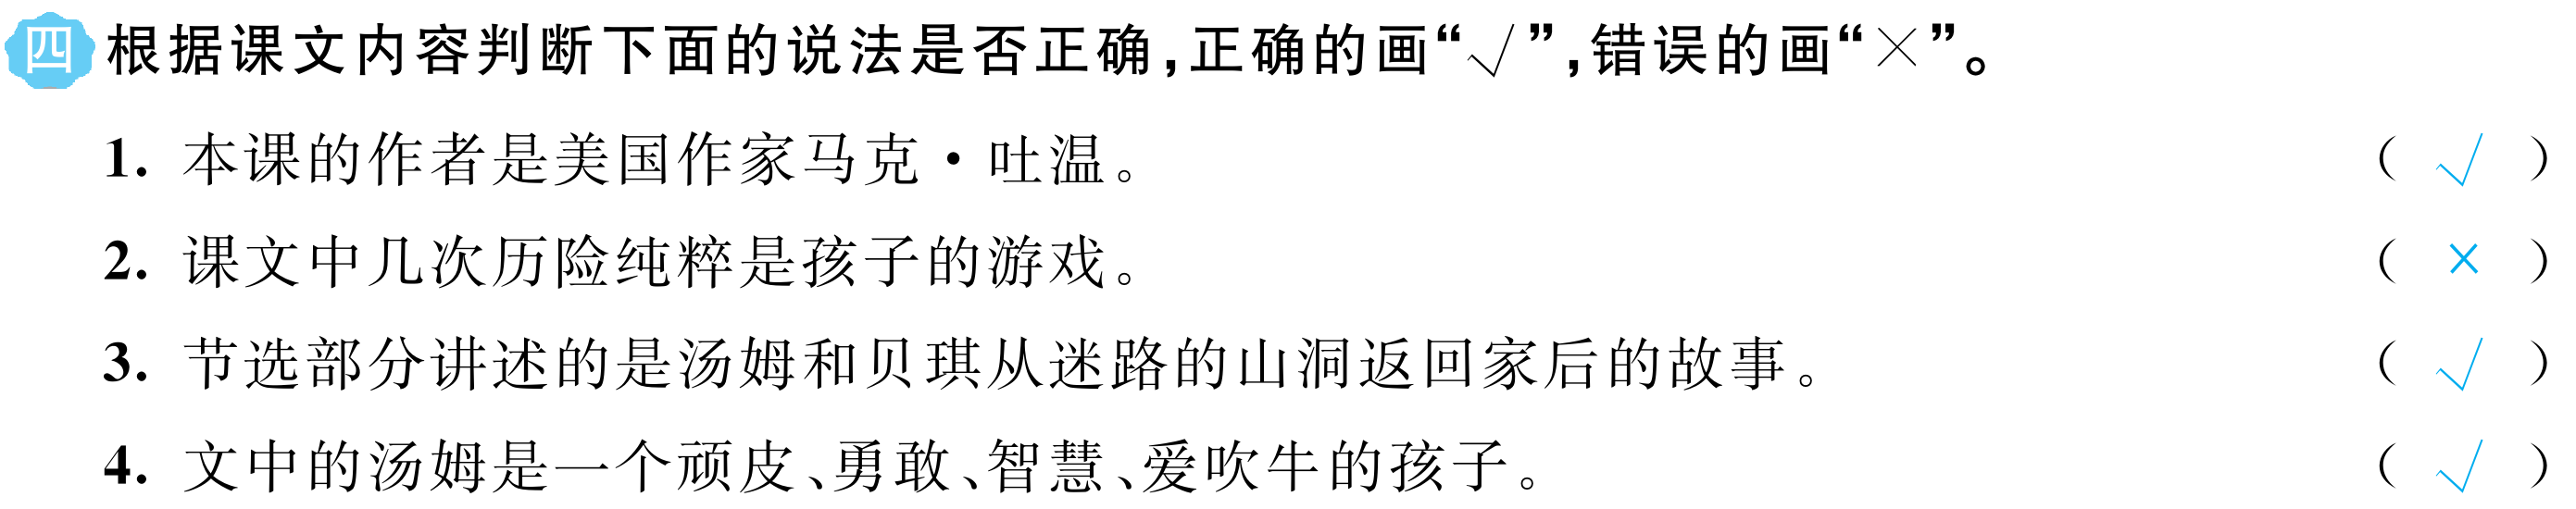 四 根据课文内容判断下面的说法是否正确,正确的画“√”,错误的画“×”。
1. 本课的作者是美国作家马克·吐温。 ( √ )
2. 课文中几次历险纯粹是孩子的游戏。 ( × )
3. 节选部分讲述的是汤姆和贝琪从迷路的山洞返回家后的故事。 ( √ )
4. 文中的汤姆是一个顽皮、勇敢、智慧、爱吹牛的孩子。 ( √ )